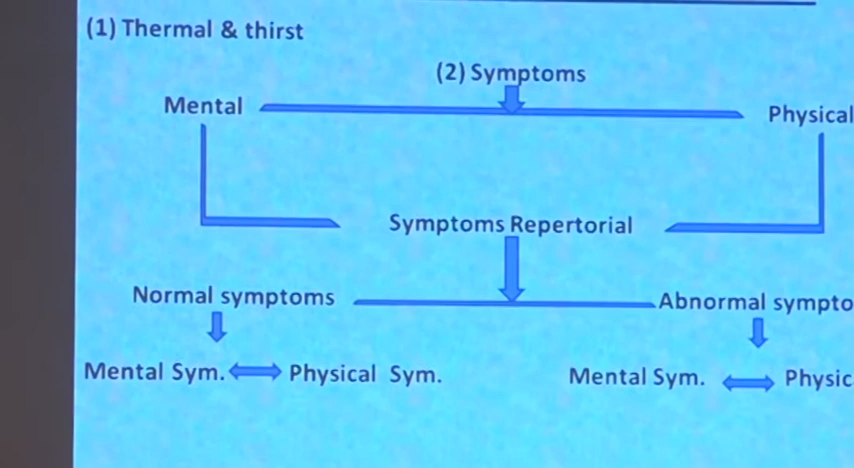 (1) Thermal & thirst
(2) Symptoms
Mental
Physical
Symptoms Repertorial
Normal symptoms
Abnormal sympto
Mental Sym.
Physical Sym.
Mental Sym.
Physic